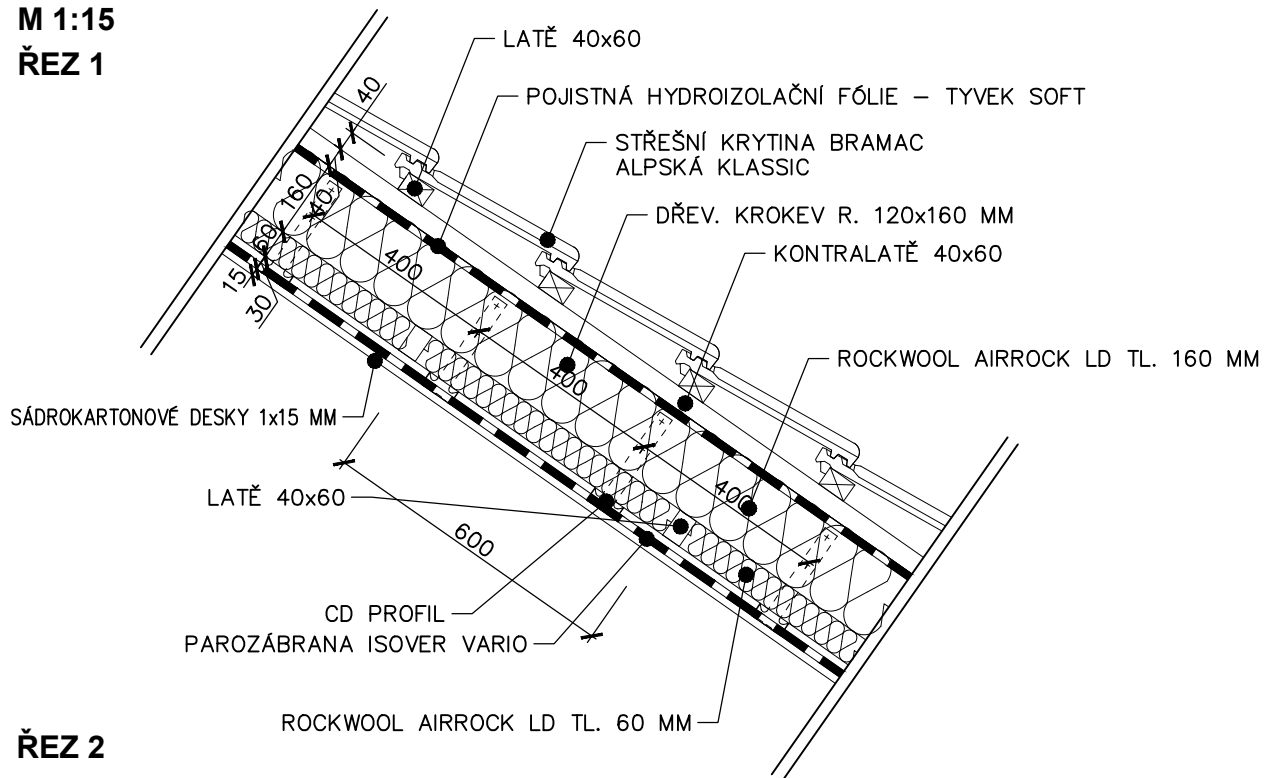 M 1:15
ŘEZ 1
LATĚ 40x60
POJISTNÁ HYDROIZOLAČNÍ FÓLIE – TYVEK SOFT
STŘEŠNÍ KRYTINA BRAMAC
ALPSKÁ KLASSIC
DŘEV. KROKEV R. 120x160 MM
KONTRALATĚ 40x60
ROCKWOOL AIRROCK LD TL. 160 MM
40
160
40
60
15
30
400
400
400
SÁDROKARTONOVÉ DESKY 1x15 MM
LATĚ 40x60
600
CD PROFIL
PAROZÁBRANA ISOVER VARIO
ROCKWOOL AIRROCK LD TL. 60 MM
ŘEZ 2